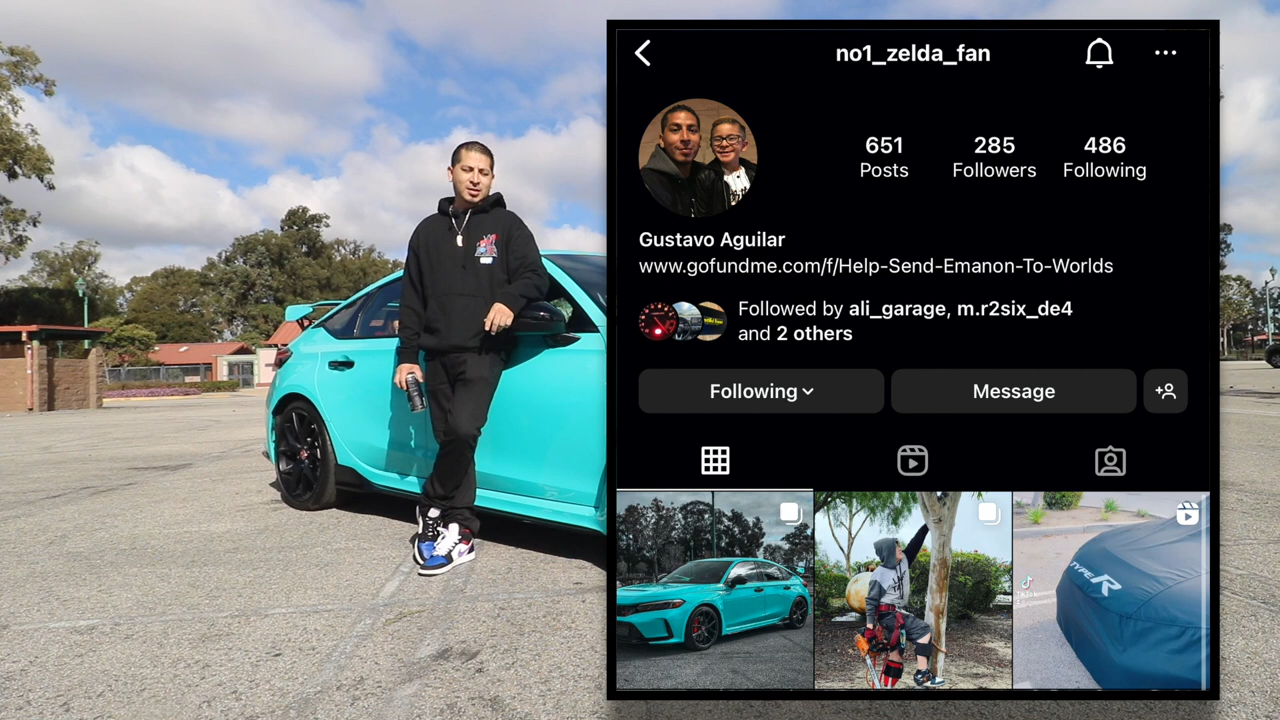 no1_zelda_fan
651
285
486
Posts
Followers
Following
Gustavo Aguilar
www.gofundme.com/f/Help-Send-Emanon-To-Worlds
Followed by ali_garage, m.r2six_de4
and 2 others
Following
Message
TYPE R
TikTok